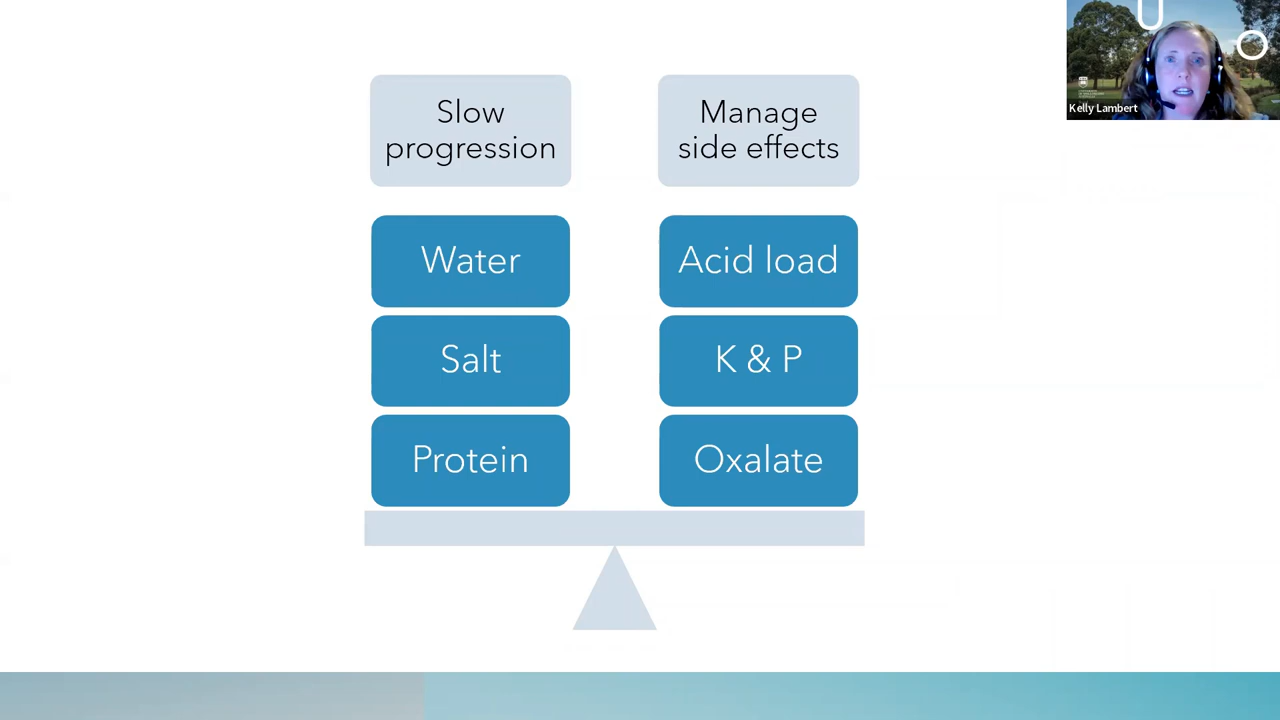 Slow
progression
Manage
side effects
Water
Acid load
Salt
K & P
Protein
Oxalate
Kelly Lambert